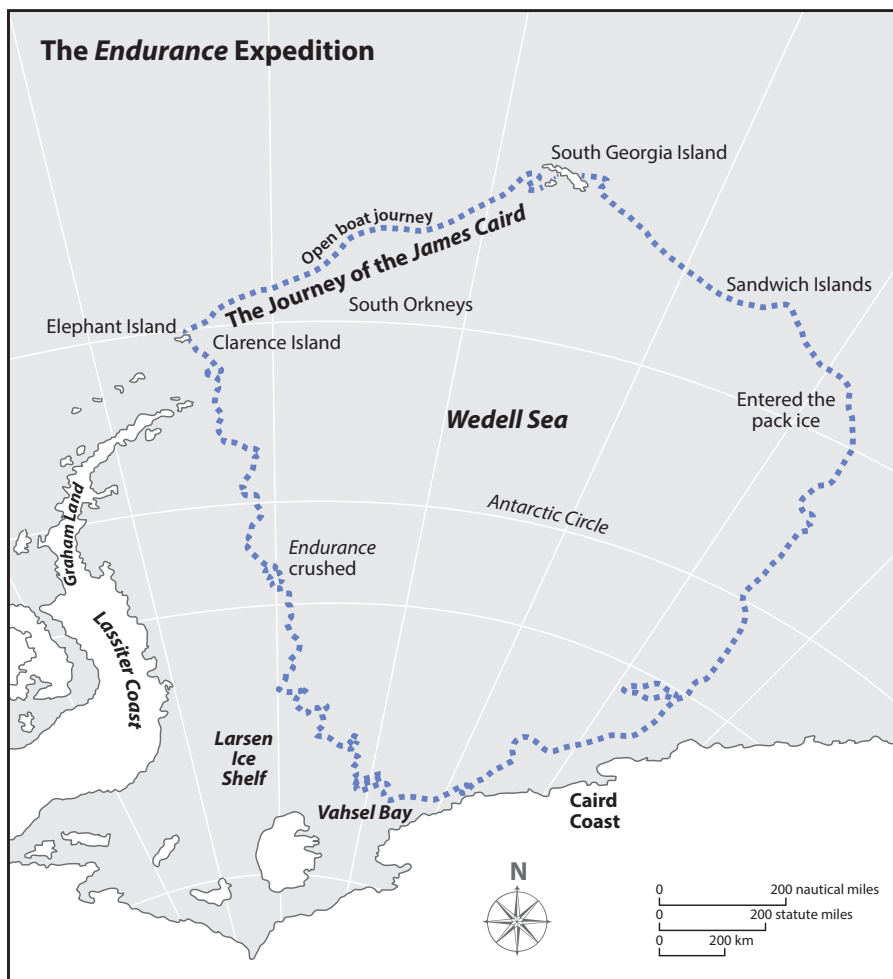 The Endurance Expedition
South Georgia Island
Open boat journey
The Journey of the James Caird
Sandwich Islands
South Orkneys
Elephant Island
Clarence Island
Entered the
pack ice
Wedell Sea
Antarctic Circle
Graham Land
Endurance
crushed
Lassiter Coast
Larsen
Ice
Shelf
Vahsel Bay
Caird
Coast
N
0 200 nautical miles
0 200 statute miles
0 200 km